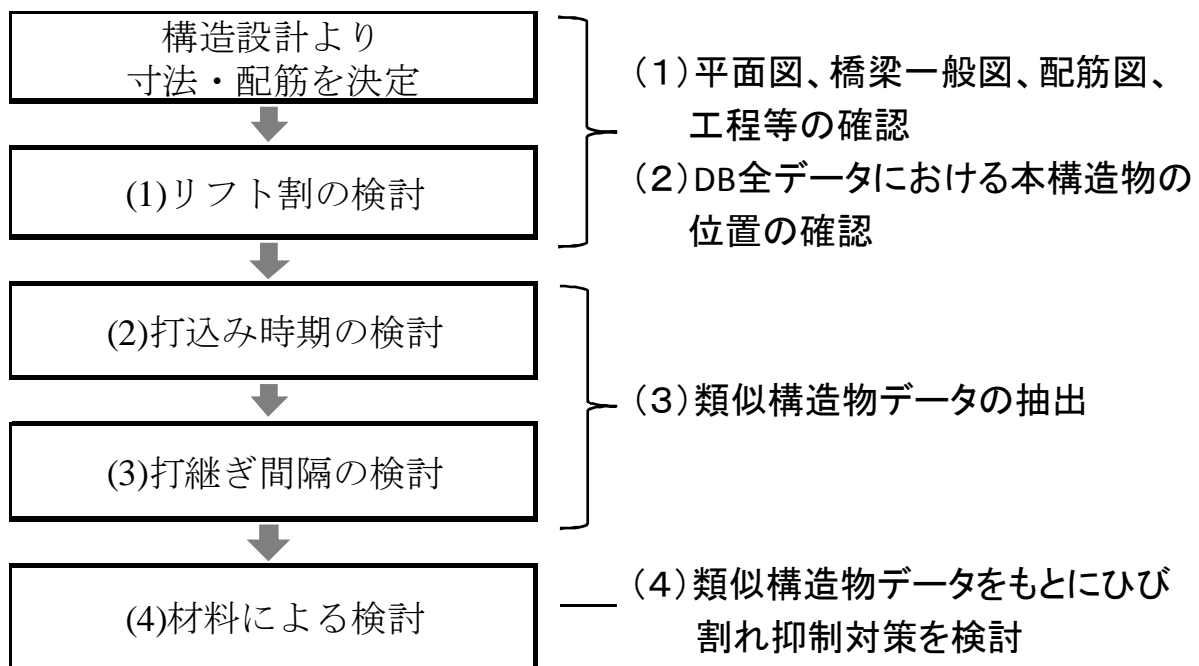 構造設計より
寸法・配筋を決定
(1)リフト割の検討
(2)打込み時期の検討
(3)打継ぎ間隔の検討
(4)材料による検討
（１）平面図、橋梁一般図、配筋図、
工程等の確認
（２）DB全データにおける本構造物の
位置の確認
（３）類似構造物データの抽出
（４）類似構造物データをもとにひび
割れ抑制対策を検討